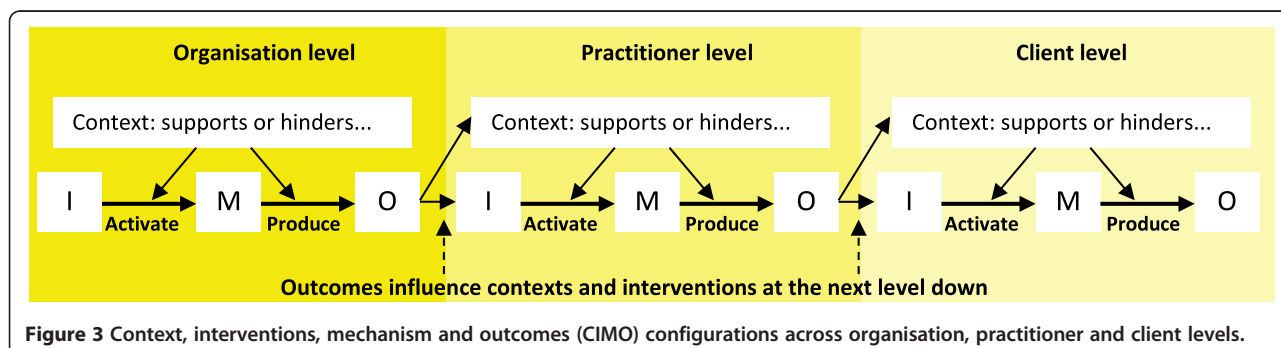 Organisation level Practitioner level Client level
Context: supports or hinders... Context: supports or hinders... Context: supports or hinders...
I M O I M O I M O
Activate Produce Activate Produce Activate Produce
Outcomes influence contexts and interventions at the next level down
Figure 3 Context, interventions, mechanism and outcomes (CIMO) configurations across organisation, practitioner and client levels.